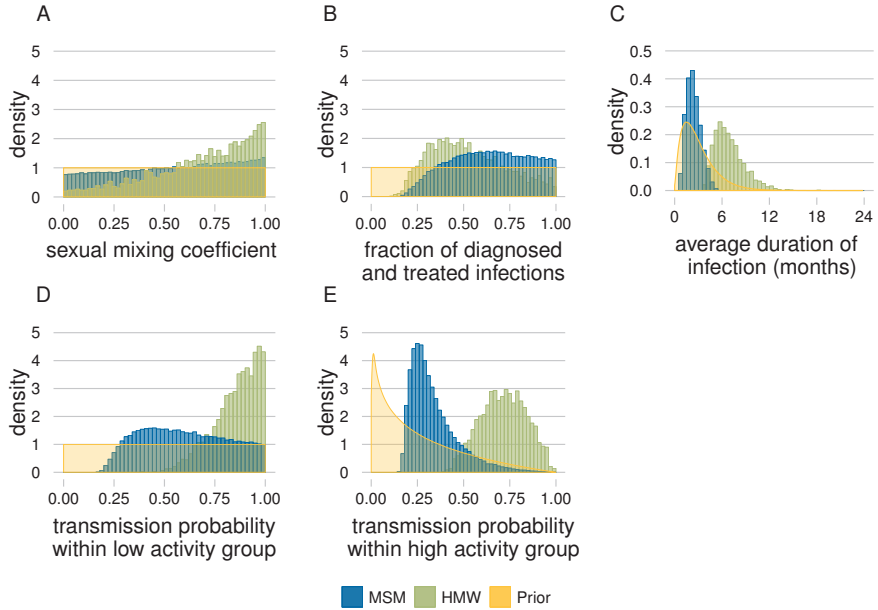 A
5
4
3
2
1
0
density
0.00 0.25 0.50 0.75 1.00
sexual mixing coefficient
B
5
4
3
2
1
0
density
0.00 0.25 0.50 0.75 1.00
fraction of diagnosed
and treated infections
C
0.5
0.4
0.3
0.2
0.1
0.0
density
0 6 12 18 24
average duration of
infection (months)
D
5
4
3
2
1
0
density
0.00 0.25 0.50 0.75 1.00
transmission probability
within low activity group
E
5
4
3
2
1
0
density
0.00 0.25 0.50 0.75 1.00
transmission probability
within high activity group
MSM HMW Prior